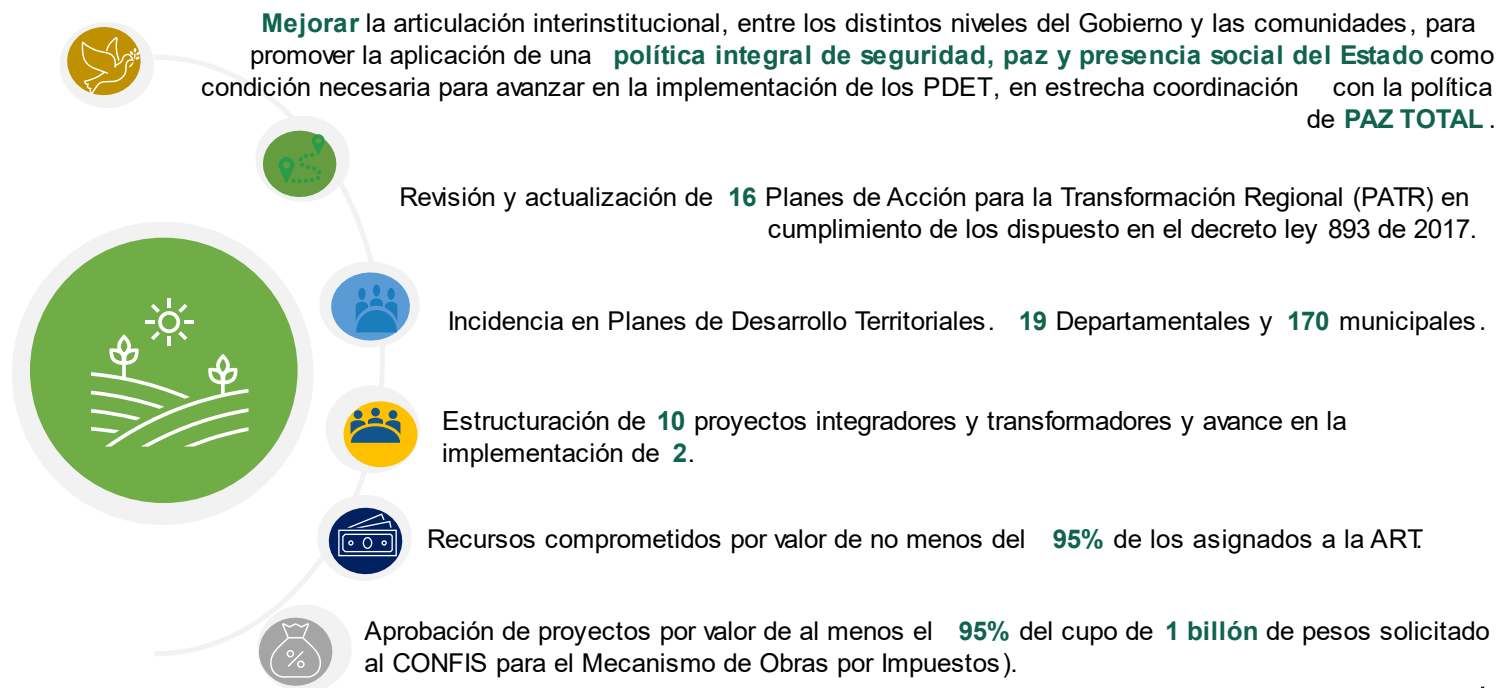 Mejorar la articulación interinstitucional, entre los distintos niveles del Gobierno y las comunidades, para
promover la aplicación de una política integral de seguridad, paz y presencia social del Estado como
condición necesaria para avanzar en la implementación de los PDET, en estrecha coordinación con la política
de PAZ TOTAL.
Revisión y actualización de 16 Planes de Acción para la Transformación Regional (PATR) en
cumplimiento de los dispuesto en el decreto ley 893 de 2017.
Incidencia en Planes de Desarrollo Territoriales. 19 Departamentales y 170 municipales.
Estructuración de 10 proyectos integradores y transformadores y avance en la
implementación de 2.
Recursos comprometidos por valor de no menos del 95% de los asignados a la ART.
Aprobación de proyectos por valor de al menos el 95% del cupo de 1 billón de pesos solicitado
al CONFIS para el Mecanismo de Obras por Impuestos).
%